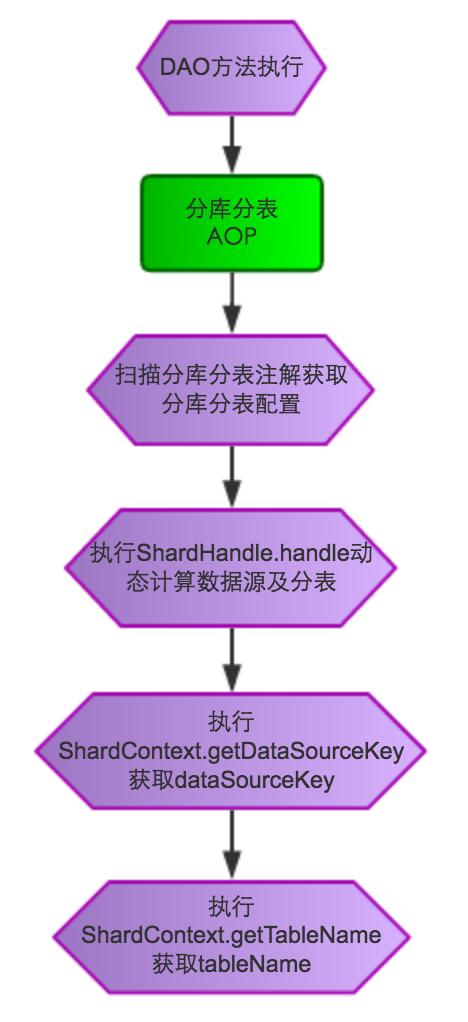 DAO方法执行
分库分表
AOP
扫描分库分表注解获取
分库分表配置
执行ShardHandle.handle动
态计算数据源及分表
执行
ShardContext.getDataSourceKey
获取dataSourceKey
执行
ShardContext.getTableName
获取tableName